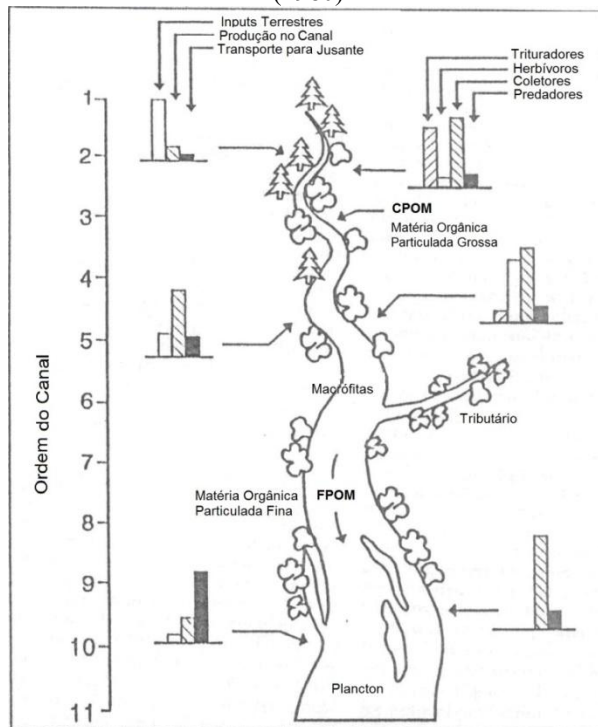 Inputs Terrestres
Produção no Canal
Transporte para Jusante
Trituradores
Herbívoros
Coletores
Predadores
Ordem do Canal
1
2
3
4
5
6
7
8
9
10
11
CPOM
Matéria Orgânica
Particulada Grossa
Macrófitas
Tributário
Matéria Orgânica
Particulada Fina
FPOM
Plancton